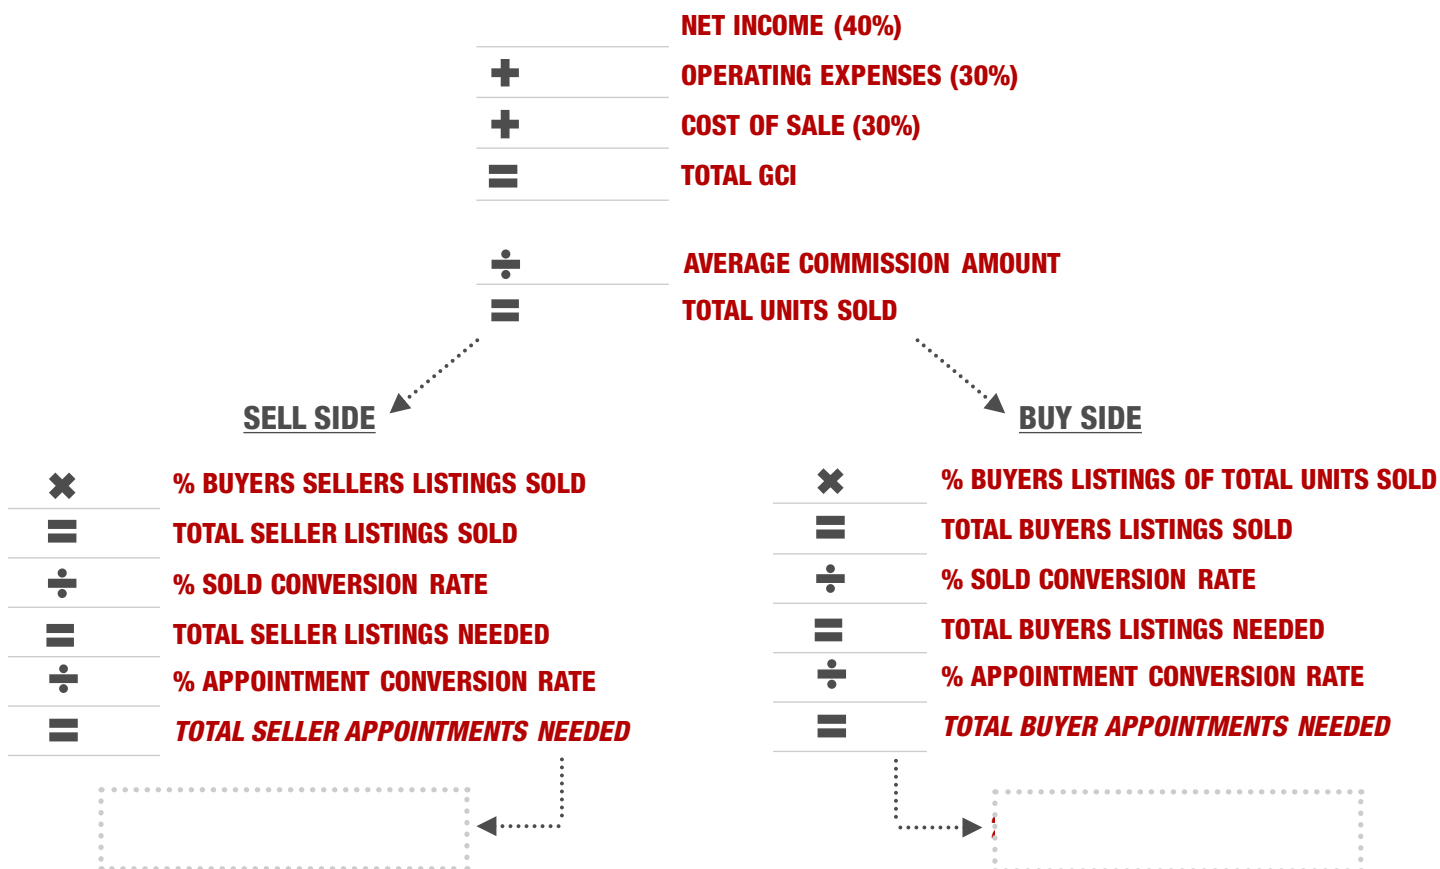 NET INCOME (40%)
+ OPERATING EXPENSES (30%)
+ COST OF SALE (30%)
= TOTAL GCI
÷ AVERAGE COMMISSION AMOUNT
= TOTAL UNITS SOLD
SELL SIDE
× % BUYERS SELLERS LISTINGS SOLD
= TOTAL SELLER LISTINGS SOLD
÷ % SOLD CONVERSION RATE
= TOTAL SELLER LISTINGS NEEDED
÷ % APPOINTMENT CONVERSION RATE
= TOTAL SELLER APPOINTMENTS NEEDED
BUY SIDE
× % BUYERS LISTINGS OF TOTAL UNITS SOLD
= TOTAL BUYERS LISTINGS SOLD
÷ % SOLD CONVERSION RATE
= TOTAL BUYERS LISTINGS NEEDED
÷ % APPOINTMENT CONVERSION RATE
= TOTAL BUYER APPOINTMENTS NEEDED